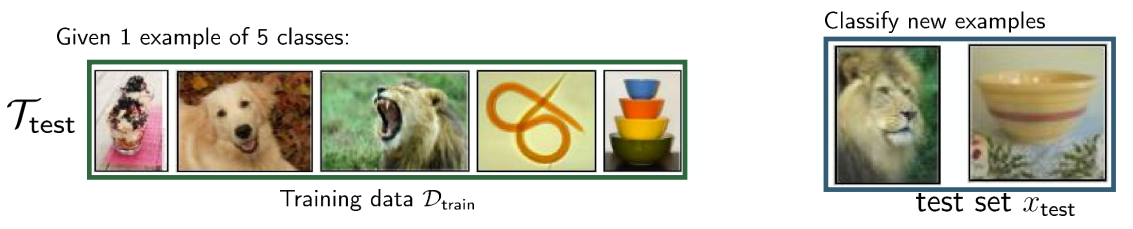 Given 1 example of 5 classes:
Classify new examples
𝒯test
Training data 𝒟train
test set xtest